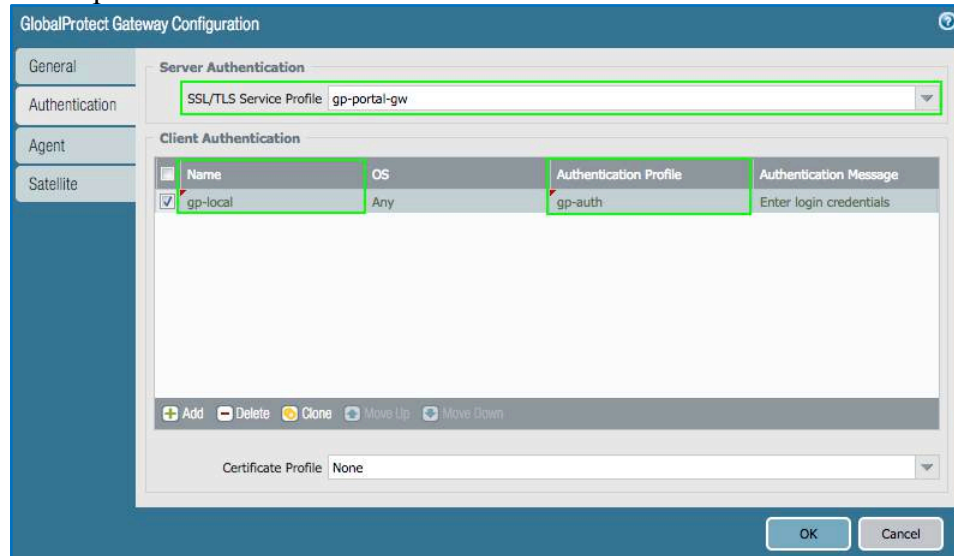 GlobalProtect Gateway Configuration
General
Authentication
Agent
Satellite
Server Authentication
SSL/TLS Service Profile gp-portal-gw
Client Authentication
Name OS Authentication Profile Authentication Message
gp-local Any gp-auth Enter login credentials
Add Delete Clone Move Up Move Down
Certificate Profile None
OK Cancel